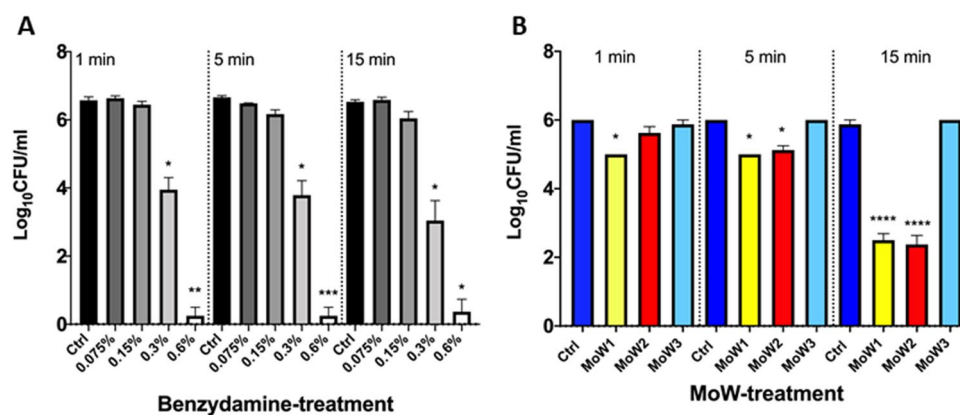 A
8
6
4
2
0
Log10CFU/ml
1 min
5 min
15 min
*
**
*
***
*
*
Ctrl
0.075%
0.15%
0.3%
0.6%
Ctrl
0.075%
0.15%
0.3%
0.6%
Ctrl
0.075%
0.15%
0.3%
0.6%
Benzydamine-treatment
B
8
6
4
2
0
Log10CFU/ml
1 min
5 min
15 min
*
*
*
****
****
Ctrl
MoW1
MoW2
MoW3
Ctrl
MoW1
MoW2
MoW3
Ctrl
MoW1
MoW2
MoW3
MoW-treatment